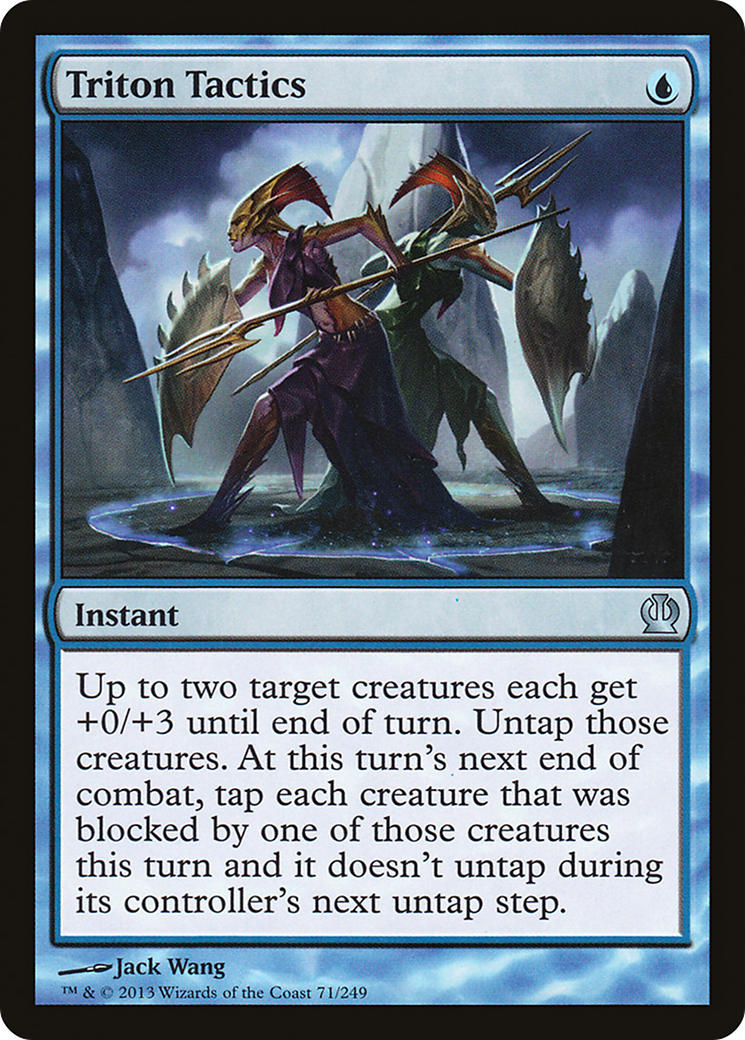 Triton Tactics
Instant
Up to two target creatures each get
+0/+3 until end of turn. Untap those
creatures. At this turn's next end of
combat, tap each creature that was
blocked by one of those creatures
this turn and it doesn't untap during
its controller's next untap step.
Jack Wang
™ & © 2013 Wizards of the Coast 71/249